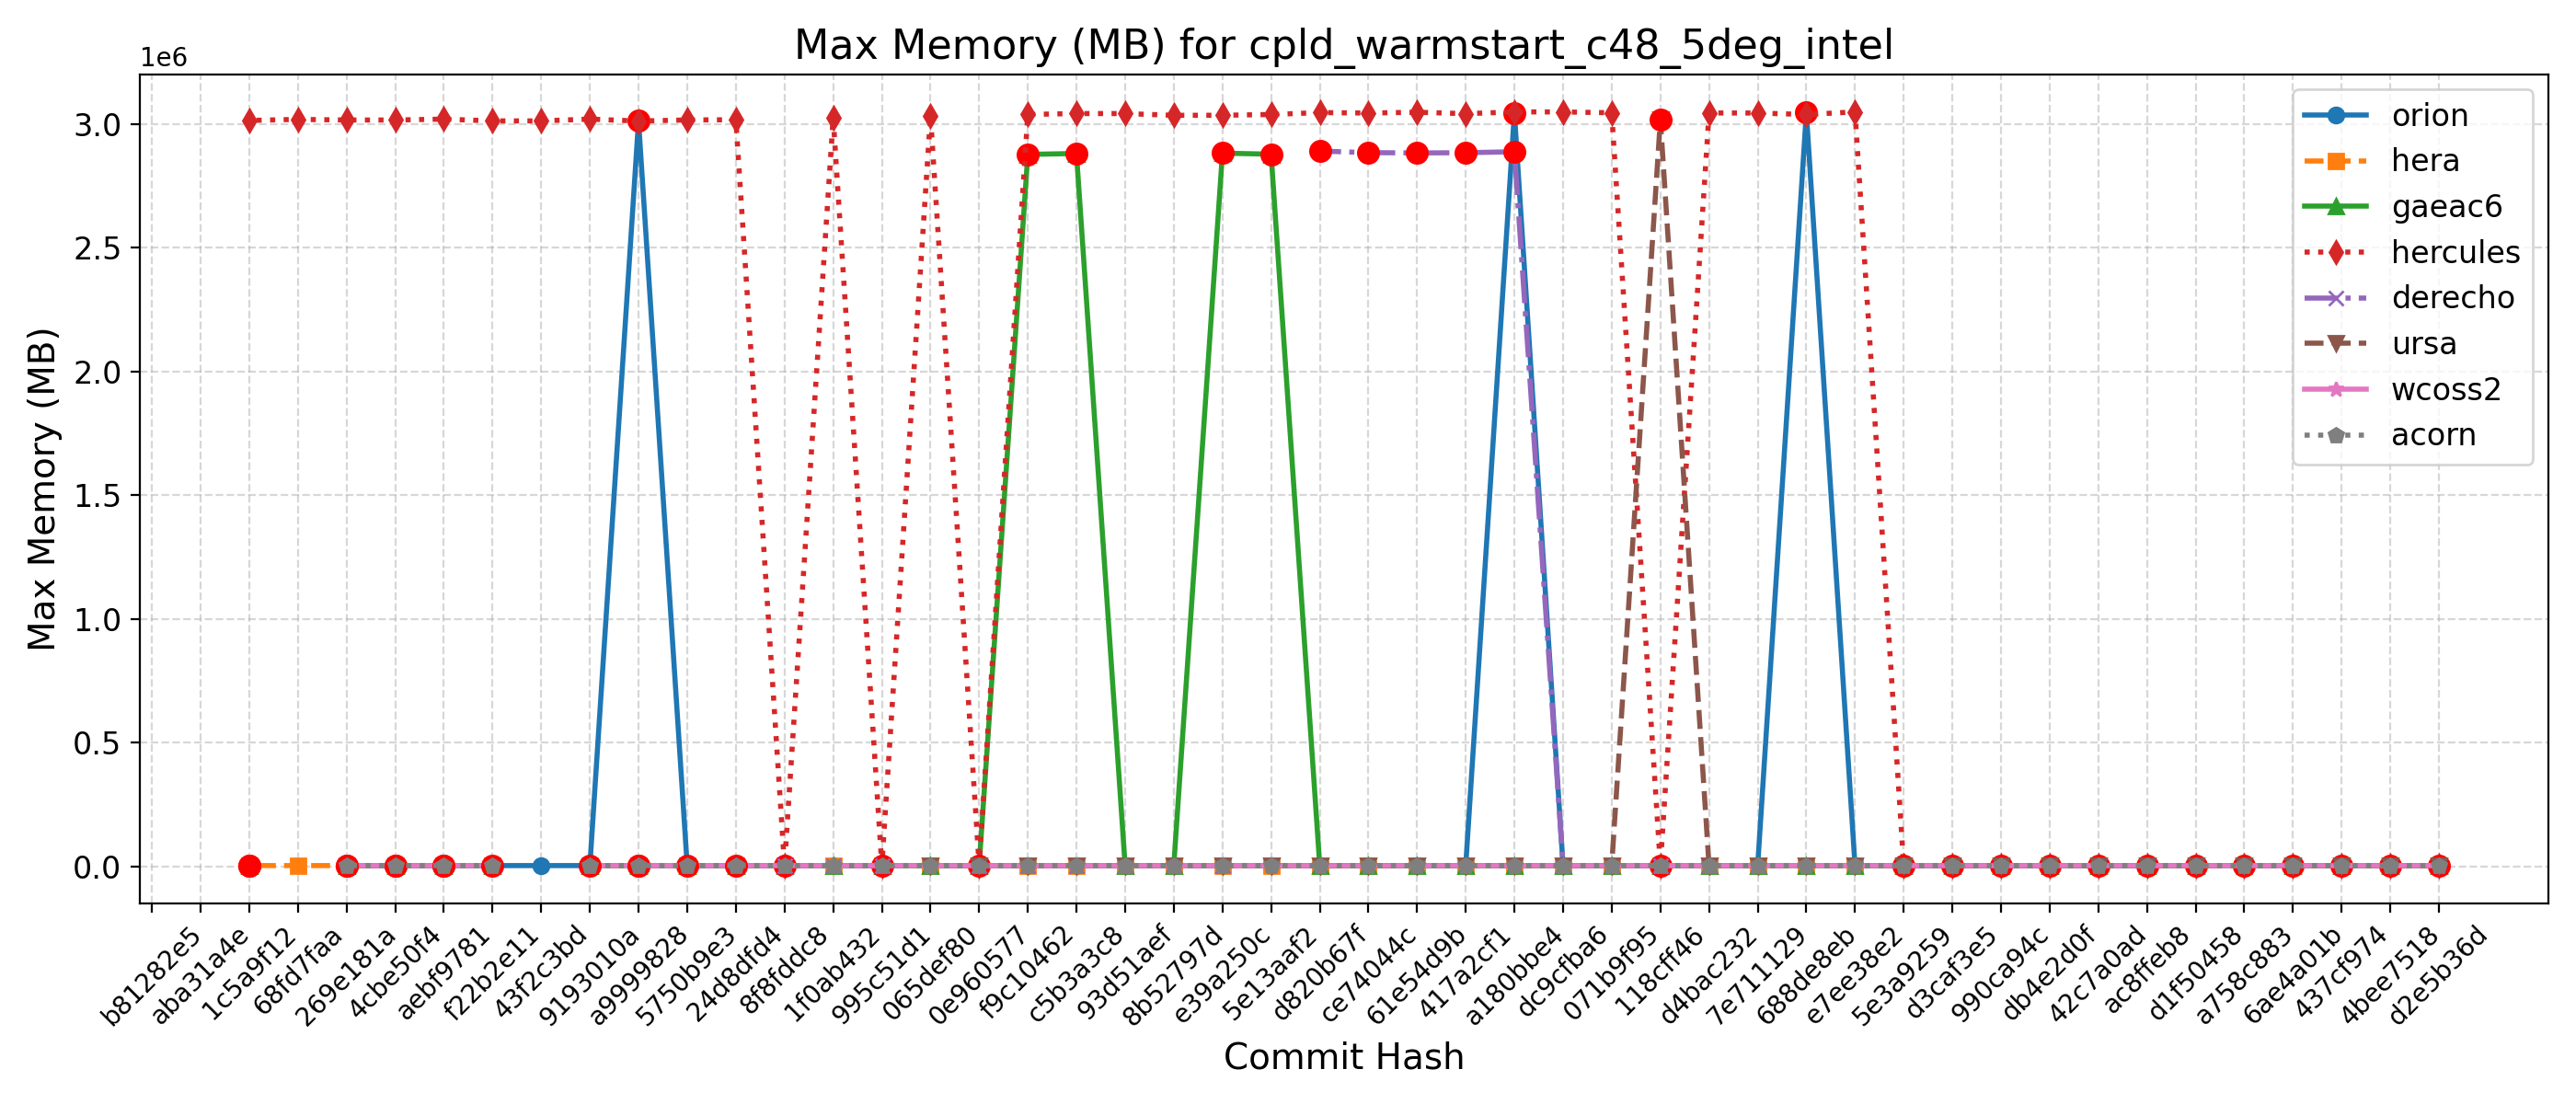 Max Memory (MB) for cpld_warmstart_c48_5deg_intel
1e6
3.0
2.5
2.0
1.5
1.0
0.5
0.0
Max Memory (MB)
orion
hera
gaeac6
hercules
derecho
ursa
wcoss2
acorn
b81282e5
aba31a4e
1c5a9f12
68fd7faa
269e181a
4cbe50f4
aebf9781
f22b2e11
43f2c3bd
9193010a
a9999828
5750b9e3
24d8dfd4
8f8fddc8
1f0ab432
995c51d1
065def80
0e960577
f9c10462
c5b3a3c8
93d51aef
8b52797d
e39a250c
5e13aaf2
d820b67f
ce74044c
61e54d9b
417a2cf1
a180bbe4
dc9cfba6
071b9f95
118cff46
d4bac232
7e711129
688de8eb
e7ee38e2
5e3a9259
d3caf3e5
990ca94c
db4e2d0f
42c7a0ad
ac8ffeb8
d1f50458
a758c883
6ae4a01b
437cf974
4bee7518
d2e5b36d
Commit Hash